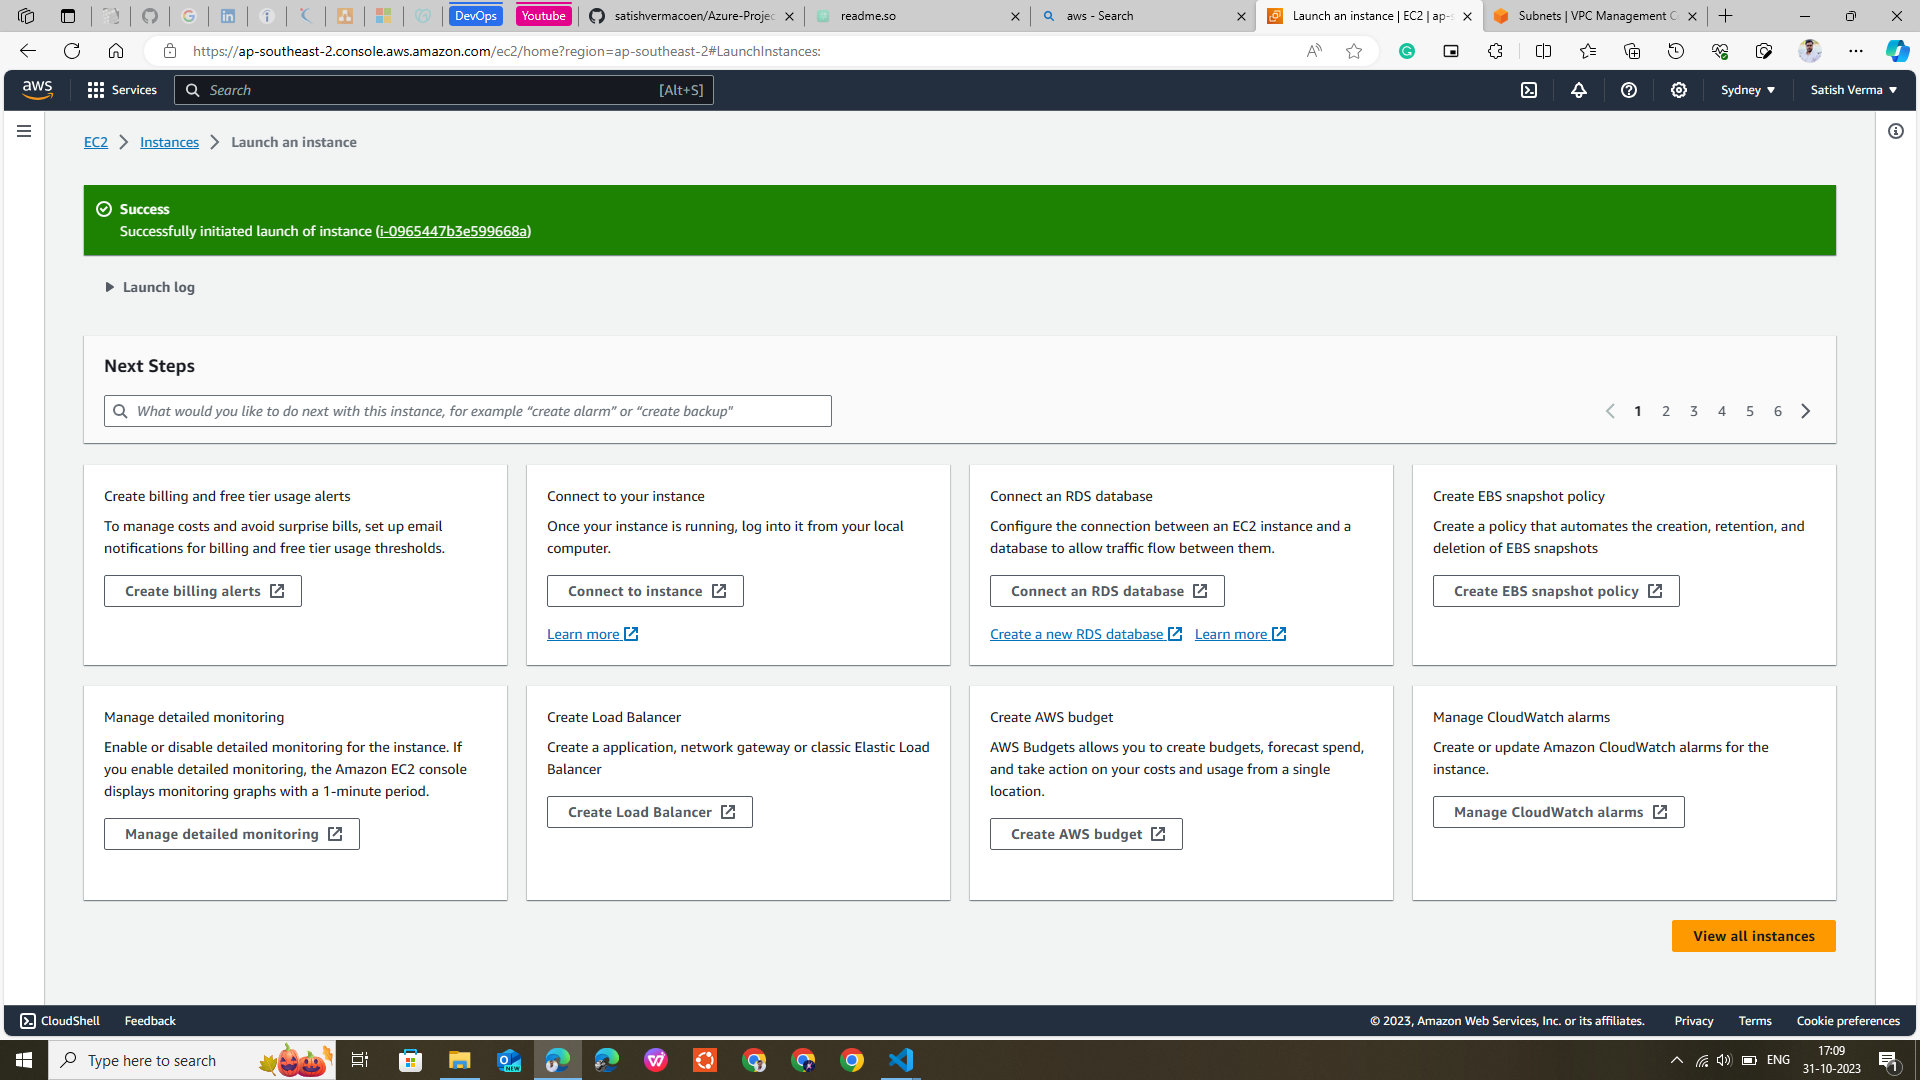 DevOps
Youtube
satishvermacoen/Azure-Projec
readme.so
aws - Search
Launch an instance | EC2 | ap-s
Subnets | VPC Management C
https://ap-southeast-2.console.aws.amazon.com/ec2/home?region=ap-southeast-2#LaunchInstances:
aws
Services
Search
[Alt+S]
Sydney
Satish Verma
EC2
Instances
Launch an instance
Success
Successfully initiated launch of instance (i-0965447b3e599668a)
Launch log
Next Steps
What would you like to do next with this instance, for example “create alarm” or “create backup”
1 2 3 4 5 6
Create billing and free tier usage alerts
To manage costs and avoid surprise bills, set up email
notifications for billing and free tier usage thresholds.
Create billing alerts
Connect to your instance
Once your instance is running, log into it from your local
computer.
Connect to instance
Learn more
Connect an RDS database
Configure the connection between an EC2 instance and a
database to allow traffic flow between them.
Connect an RDS database
Create a new RDS database
Learn more
Create EBS snapshot policy
Create a policy that automates the creation, retention, and
deletion of EBS snapshots
Create EBS snapshot policy
Manage detailed monitoring
Enable or disable detailed monitoring for the instance. If
you enable detailed monitoring, the Amazon EC2 console
displays monitoring graphs with a 1-minute period.
Manage detailed monitoring
Create Load Balancer
Create a application, network gateway or classic Elastic Load
Balancer
Create Load Balancer
Create AWS budget
AWS Budgets allows you to create budgets, forecast spend,
and take action on your costs and usage from a single
location.
Create AWS budget
Manage CloudWatch alarms
Create or update Amazon CloudWatch alarms for the
instance.
Manage CloudWatch alarms
View all instances
CloudShell
Feedback
© 2023, Amazon Web Services, Inc. or its affiliates.
Privacy
Terms
Cookie preferences
Type here to search
NEW
ENG
17:09
31-10-2023
1